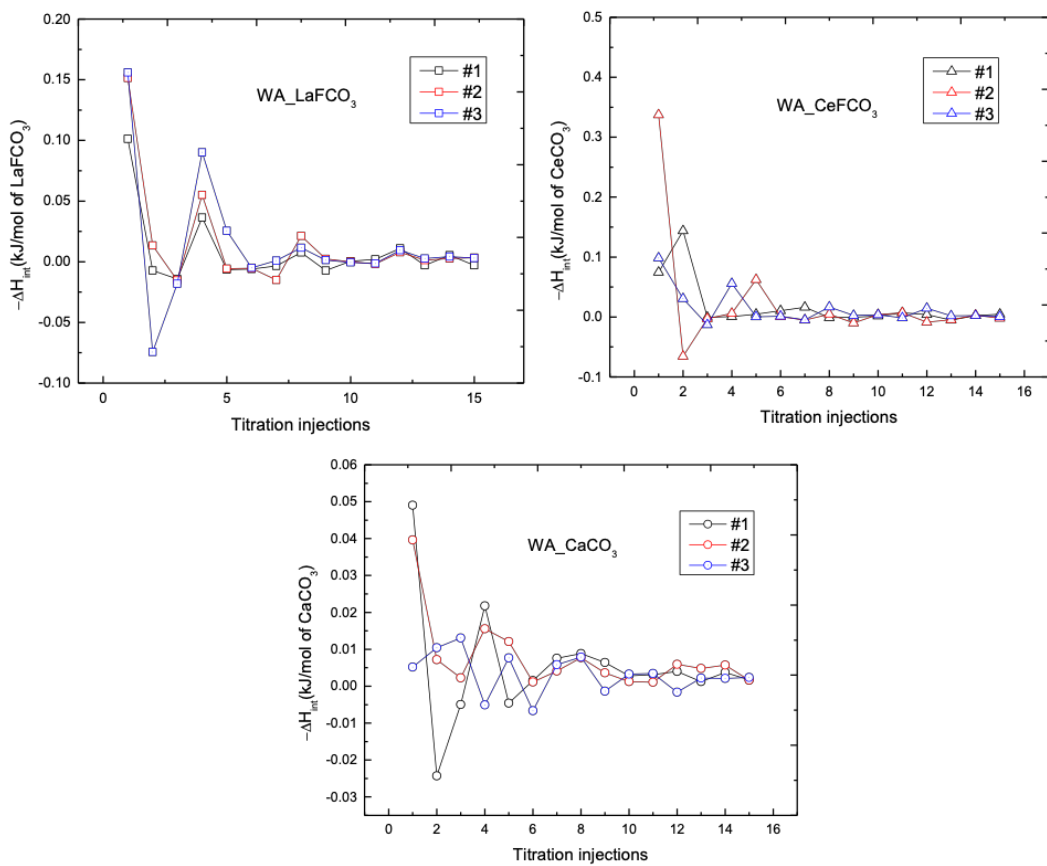 0.20
0.15
0.10
0.05
0.00
-0.05
-0.10
−ΔH_int(kJ/mol of LaFCO₃)
WA_LaFCO₃
#1
#2
#3
0 5 10 15
Titration injections
0.5
0.4
0.3
0.2
0.1
0.0
-0.1
−ΔH_int(kJ/mol of CeCO₃)
WA_CeFCO₃
#1
#2
#3
0 2 4 6 8 10 12 14 16
Titration injections
0.06
0.05
0.04
0.03
0.02
0.01
0.00
-0.01
-0.02
-0.03
−ΔH_int(kJ/mol of CaCO₃)
WA_CaCO₃
#1
#2
#3
0 2 4 6 8 10 12 14 16
Titration injections